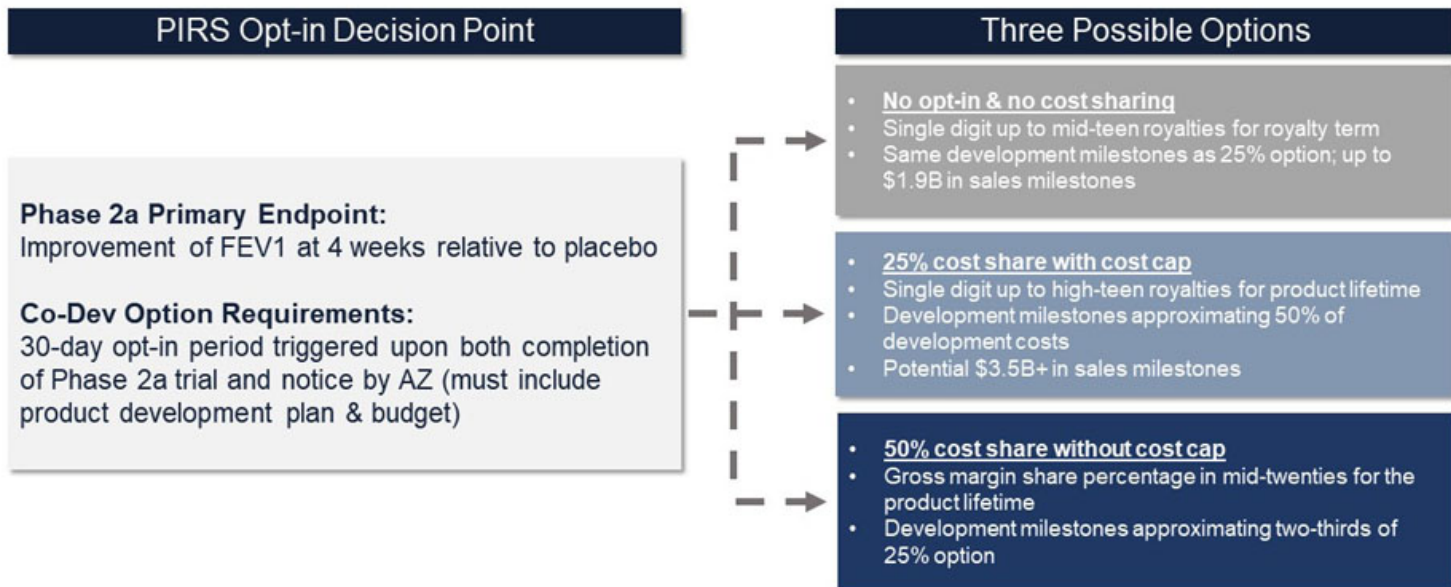 PIRS Opt-in Decision Point
Phase 2a Primary Endpoint:
Improvement of FEV1 at 4 weeks relative to placebo
Co-Dev Option Requirements:
30-day opt-in period triggered upon both completion
of Phase 2a trial and notice by AZ (must include
product development plan & budget)
Three Possible Options
• No opt-in & no cost sharing
• Single digit up to mid-teen royalties for royalty term
• Same development milestones as 25% option; up to
$1.9B in sales milestones
• 25% cost share with cost cap
• Single digit up to high-teen royalties for product lifetime
• Development milestones approximating 50% of
development costs
• Potential $3.5B+ in sales milestones
• 50% cost share without cost cap
• Gross margin share percentage in mid-twenties for the
product lifetime
• Development milestones approximating two-thirds of
25% option